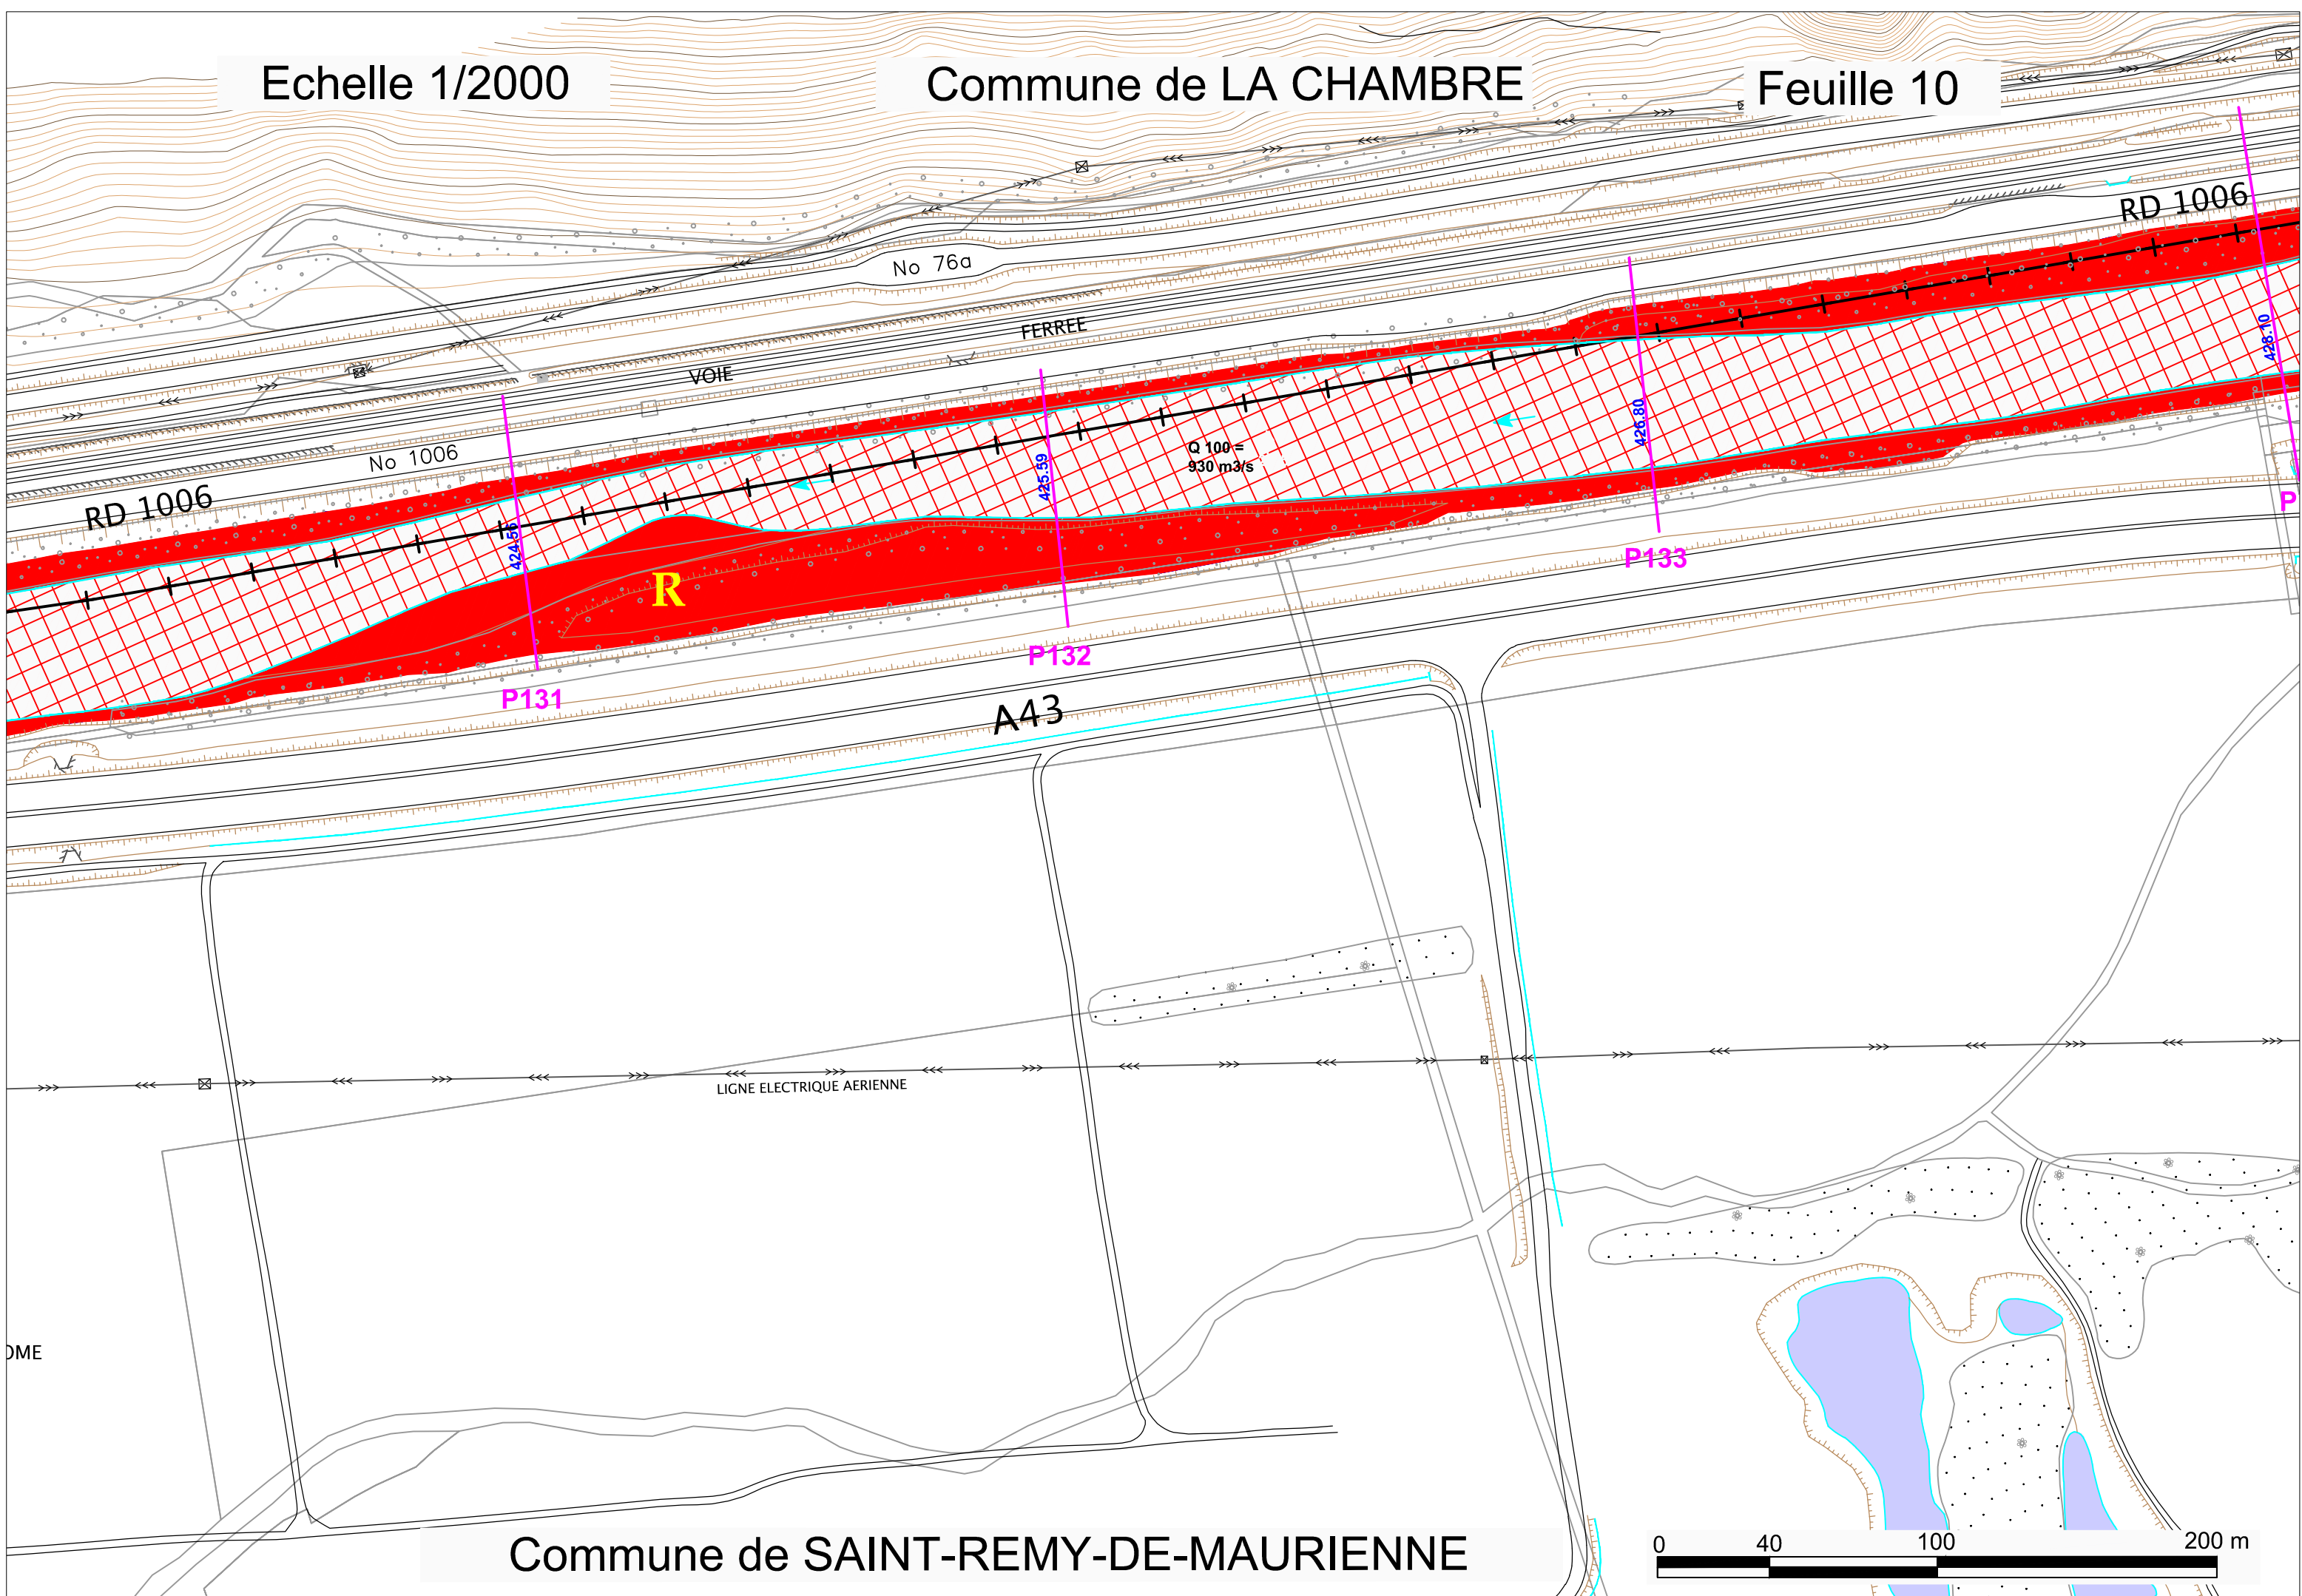 Echelle 1/2000
Commune de LA CHAMBRE
Feuille 10
RD 1006
No 76a
FERREE
VOIE
428.10
426.80
No 1006
Q 100 =
930 m3/s
425.59
RD 1006
424.56
P
P133
R
P132
P131
A43
LIGNE ELECTRIQUE AERIENNE
OME
Commune de SAINT-REMY-DE-MAURIENNE
0 40 100 200 m